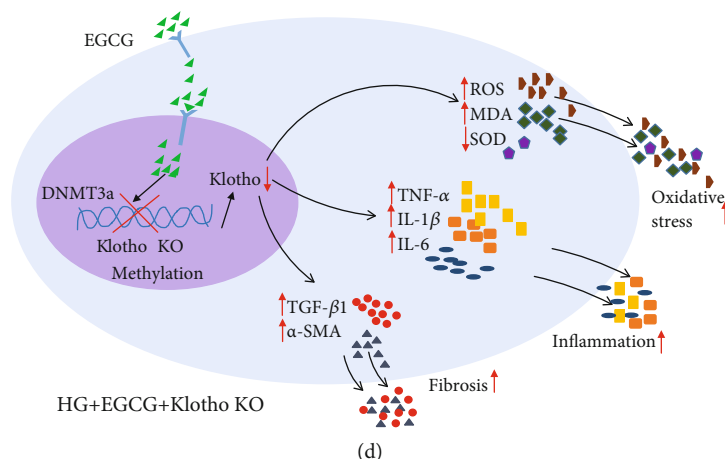 EGCG
DNMT3a
Klotho KO
Methylation
Klotho
ROS
MDA
SOD
Oxidative
stress
TNF-α
IL-1β
IL-6
Inflammation
TGF-β1
α-SMA
Fibrosis
HG+EGCG+Klotho KO
(d)